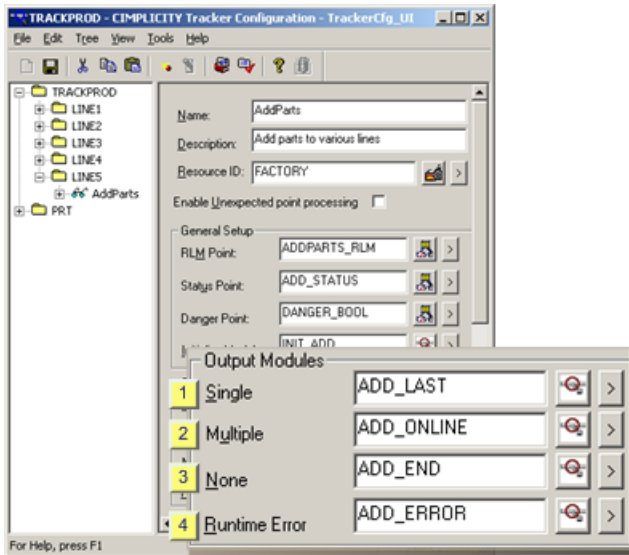 TRACKPROD - CIMPLICITY Tracker Configuration - TrackerCfg_UI
File Edit Tree View Tools Help
TRACKPROD
LINE1
LINE2
LINE3
LINE4
LINE5
AddParts
PRT
Name: AddParts
Description: Add parts to various lines
Resource ID: FACTORY
Enable Unexpected point processing
General Setup
RLM Point: ADDPARTS_RLM
Status Point: ADD_STATUS
Danger Point: DANGER_BOOL
INIT_ADD
Output Modules
1 Single ADD_LAST
2 Multiple ADD_ONLINE
3 None ADD_END
4 Runtime Error ADD_ERROR
For Help, press F1